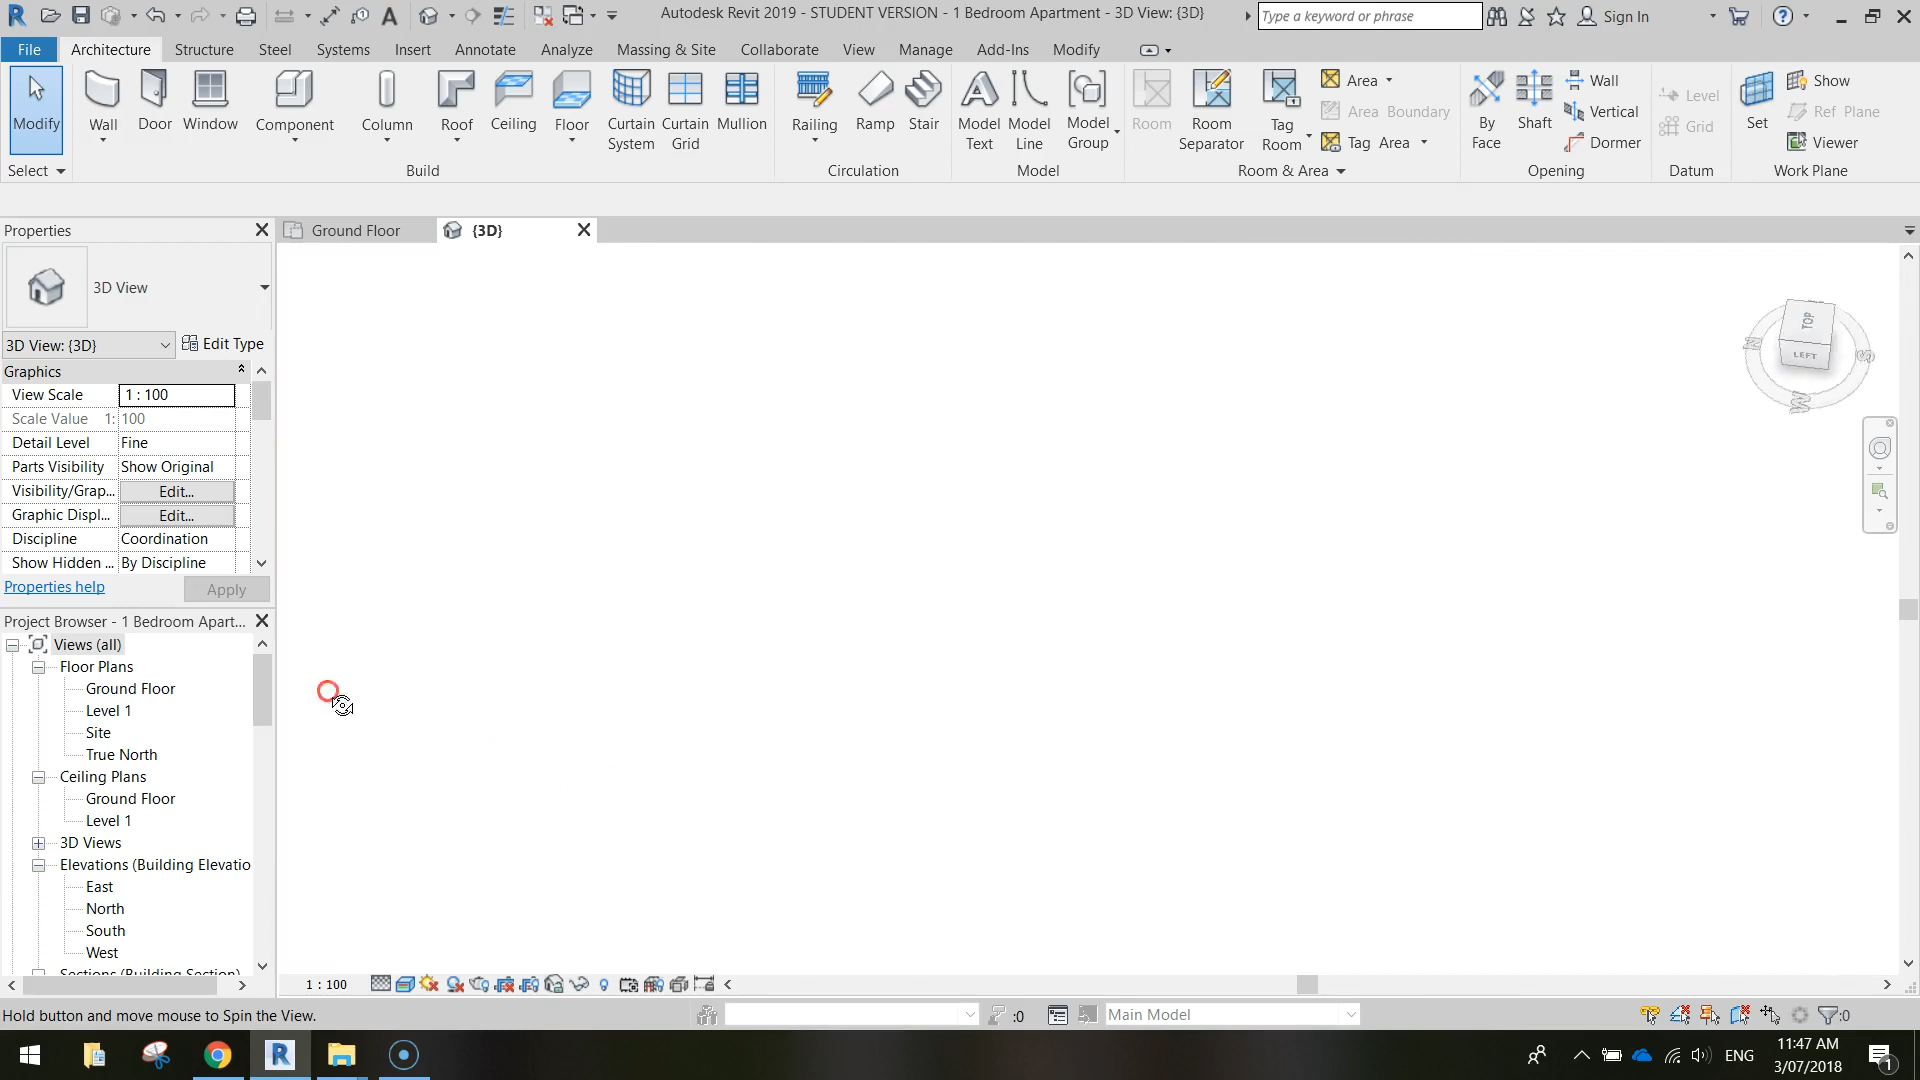 Autodesk Revit 2019 - STUDENT VERSION - 1 Bedroom Apartment - 3D View: {3D}
Type a keyword or phrase
Sign In
File Architecture Structure Steel Systems Insert Annotate Analyze Massing & Site Collaborate View Manage Add-Ins Modify
Modify Wall Door Window Component Column Roof Ceiling Floor Curtain System Curtain Grid Mullion Railing Ramp Stair Model Text Model Line Model Group Room Room Separator Tag Room
Area
Area Boundary
Tag Area
By Face Shaft
Wall
Vertical
Dormer
Level
Grid
Set
Show
Ref Plane
Viewer
Select Build Circulation Model Room & Area Opening Datum Work Plane
Properties
Ground Floor {3D}
3D View
3D View: {3D} Edit Type
Graphics
View Scale 1 : 100
Scale Value 1: 100
Detail Level Fine
Parts Visibility Show Original
Visibility/Grap... Edit...
Graphic Displ... Edit...
Discipline Coordination
Show Hidden ... By Discipline
Properties help Apply
TOP
LEFT
N
S
W
Project Browser - 1 Bedroom Apart...
Views (all)
Floor Plans
Ground Floor
Level 1
Site
True North
Ceiling Plans
Ground Floor
Level 1
3D Views
Elevations (Building Elevatio
East
North
South
West
Sections (Building Section)
1 : 100
Hold button and move mouse to Spin the View.
:0
Main Model
:0
ENG
11:47 AM
3/07/2018
1